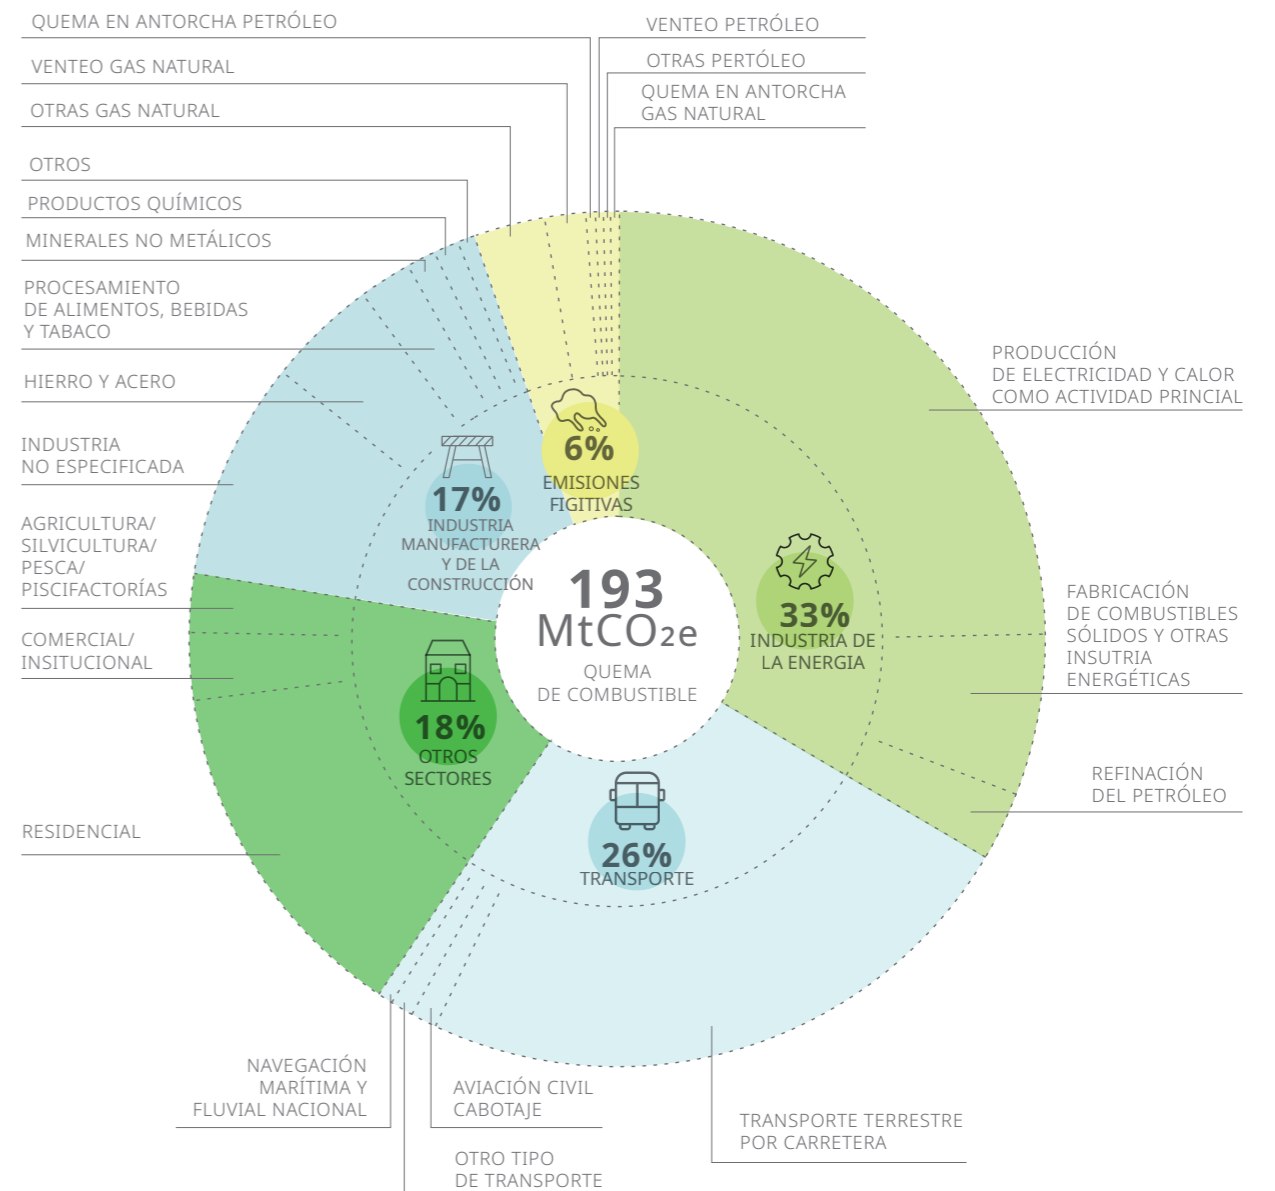 QUEMA EN ANTORCHA PETRÓLEO
VENTEO GAS NATURAL
OTRAS GAS NATURAL
OTROS
PRODUCTOS QUÍMICOS
MINERALES NO METÁLICOS
PROCESAMIENTO
DE ALIMENTOS, BEBIDAS
Y TABACO
HIERRO Y ACERO
INDUSTRIA
NO ESPECIFICADA
AGRICULTURA/
SILVICULTURA/
PESCA/
PISCIFACTORÍAS
COMERCIAL/
INSITUCIONAL
RESIDENCIAL
VENTEO PETRÓLEO
OTRAS PERTÓLEO
QUEMA EN ANTORCHA
GAS NATURAL
PRODUCCIÓN
DE ELECTRICIDAD Y CALOR
COMO ACTIVIDAD PRINCIAL
FABRICACIÓN
DE COMBUSTIBLES
SÓLIDOS Y OTRAS
INSUTRIA
ENERGÉTICAS
REFINACIÓN
DEL PETRÓLEO
6%
EMISIONES
FIGITIVAS
17%
INDUSTRIA
MANUFACTURERA
Y DE LA
CONSTRUCCIÓN
193
MtCO₂e
QUEMA
DE COMBUSTIBLE
33%
INDUSTRIA DE
LA ENERGIA
18%
OTROS
SECTORES
26%
TRANSPORTE
NAVEGACIÓN
MARÍTIMA Y
FLUVIAL NACIONAL
AVIACIÓN CIVIL
CABOTAJE
OTRO TIPO
DE TRANSPORTE
TRANSPORTE TERRESTRE
POR CARRETERA